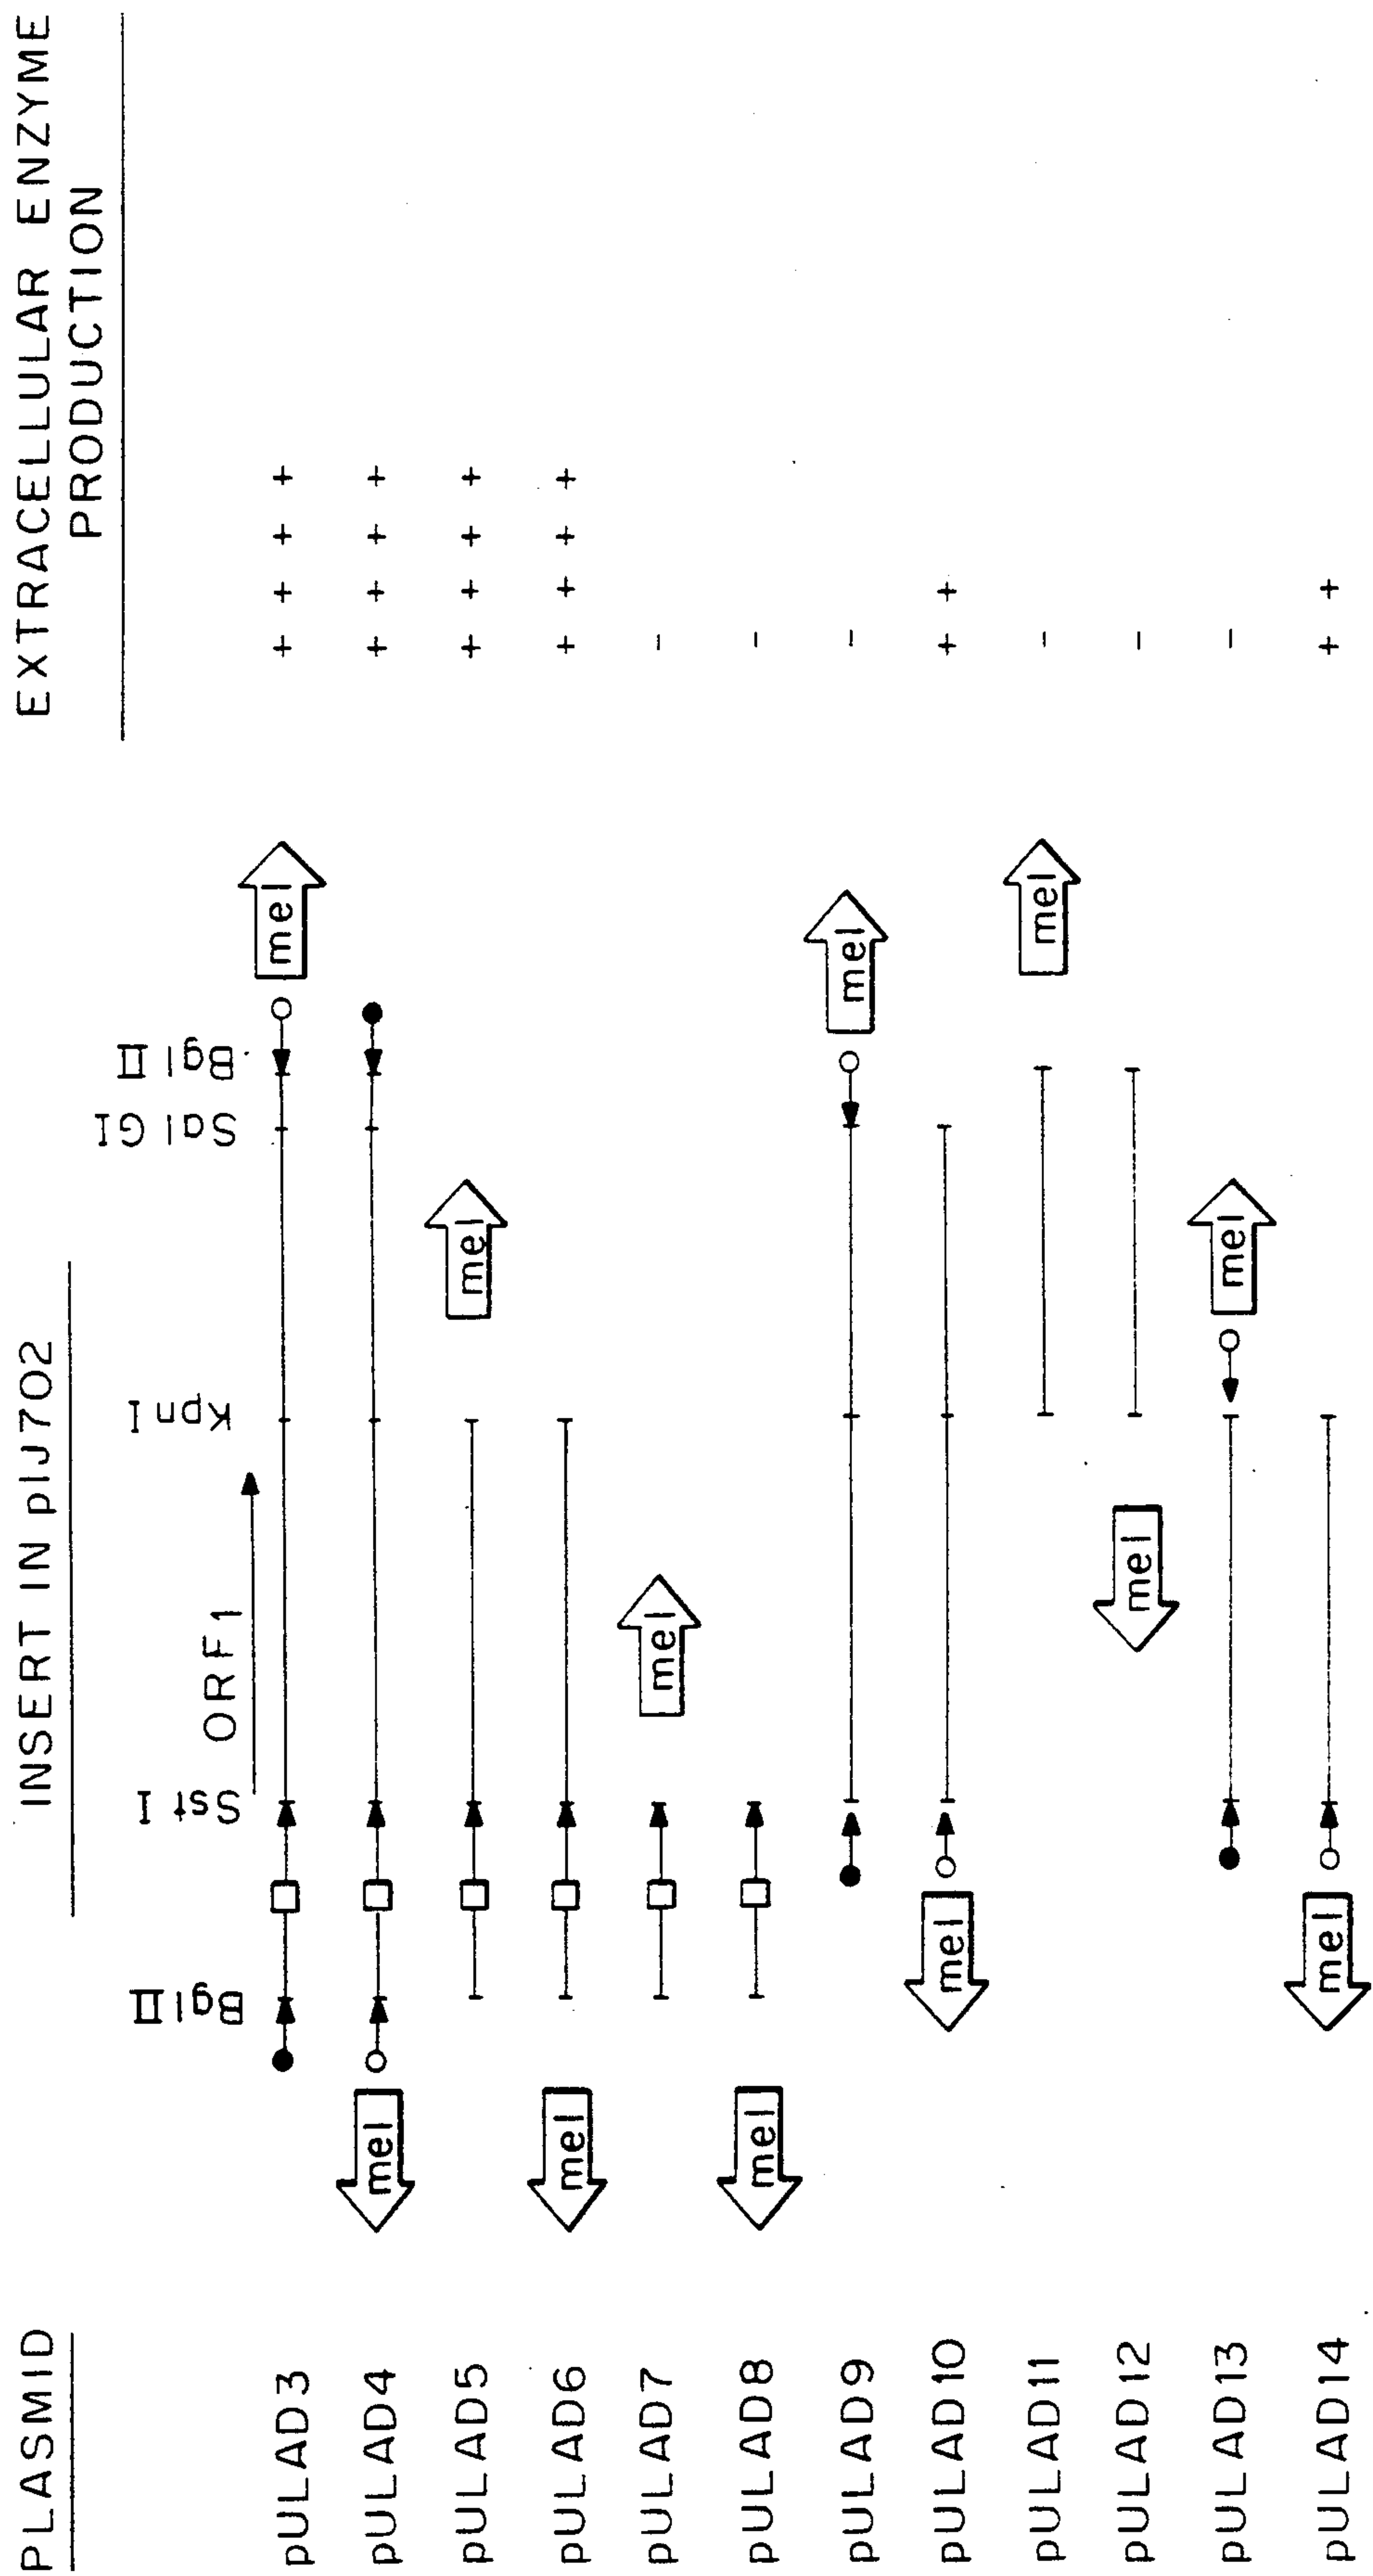 PLASMID
INSERT IN pIJ702
EXTRACELLULAR ENZYME
PRODUCTION
Bgl II
Sst I
ORF1
Kpn I
Sal GI
Bgl II
pULAD3 mel + + + +
pULAD4 mel + + + +
pULAD5 mel + + + +
pULAD6 mel + + + +
pULAD7 mel -
pULAD8 mel -
pULAD9 mel -
pULAD10 mel + +
pULAD11 mel -
pULAD12 mel -
pULAD13 mel -
pULAD14 mel + +